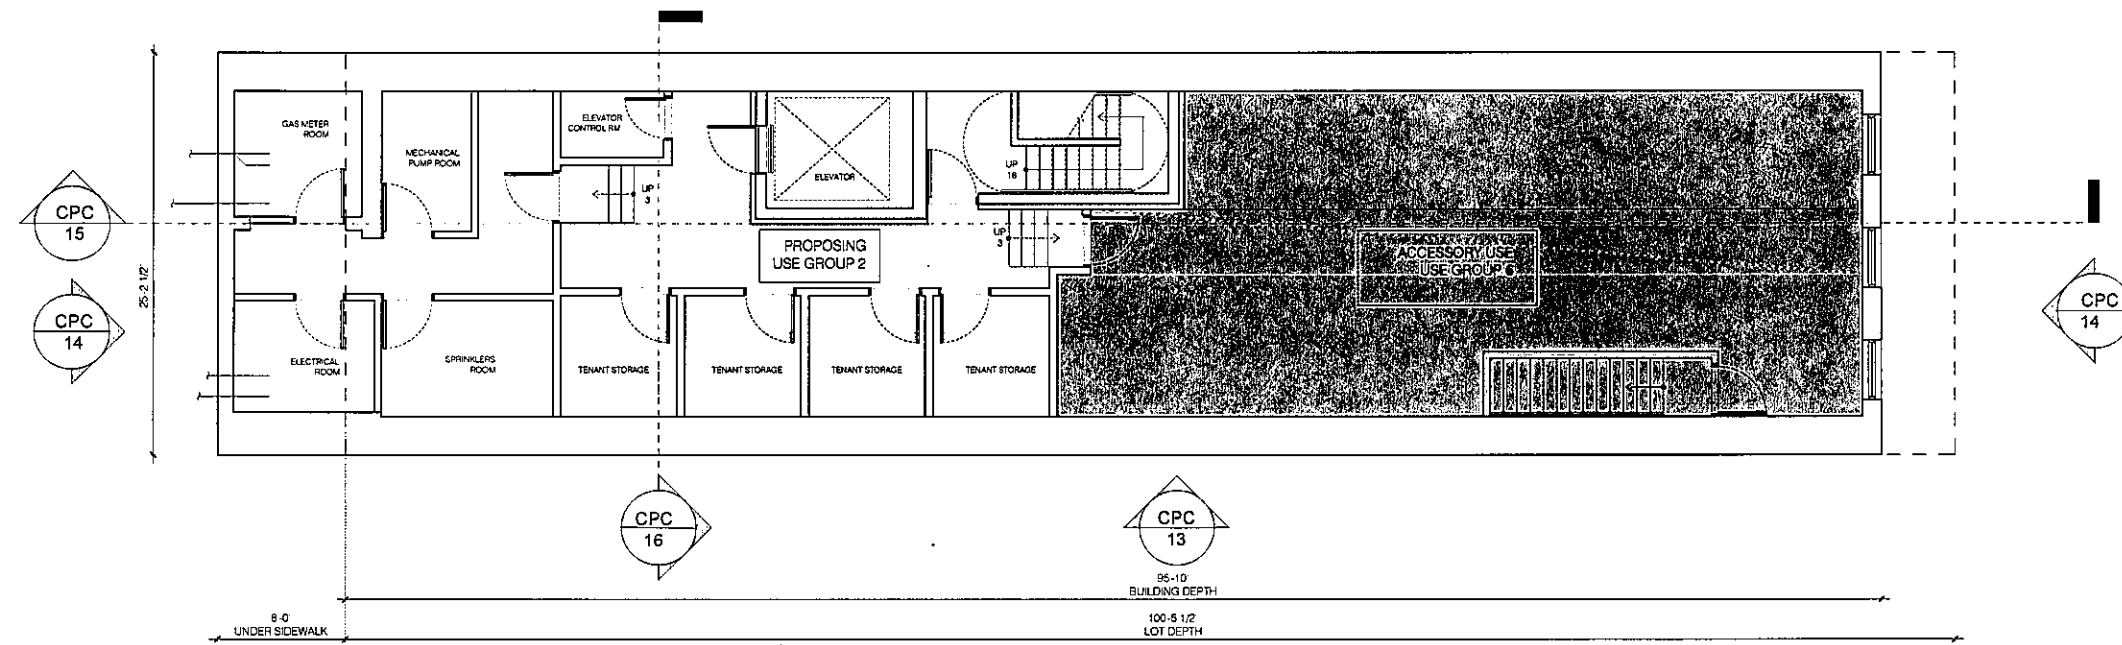 GAS METER
ROOM
MECHANICAL
PUMP ROOM
ELEVATOR
CONTROL RM
ELEVATOR
UP
16
UP
3
UP
3
CPC
15
25-2 1/2'
PROPOSING
USE GROUP 2
ACCESSORY USE
USE GROUP 6
CPC
14
CPC
14
ELECTRICAL
ROOM
SPRINKLERS
ROOM
TENANT STORAGE
TENANT STORAGE
TENANT STORAGE
TENANT STORAGE
CPC
16
CPC
13
95-10'
BUILDING DEPTH
8-0'
UNDER SIDEWALK
100-5 1/2'
LOT DEPTH